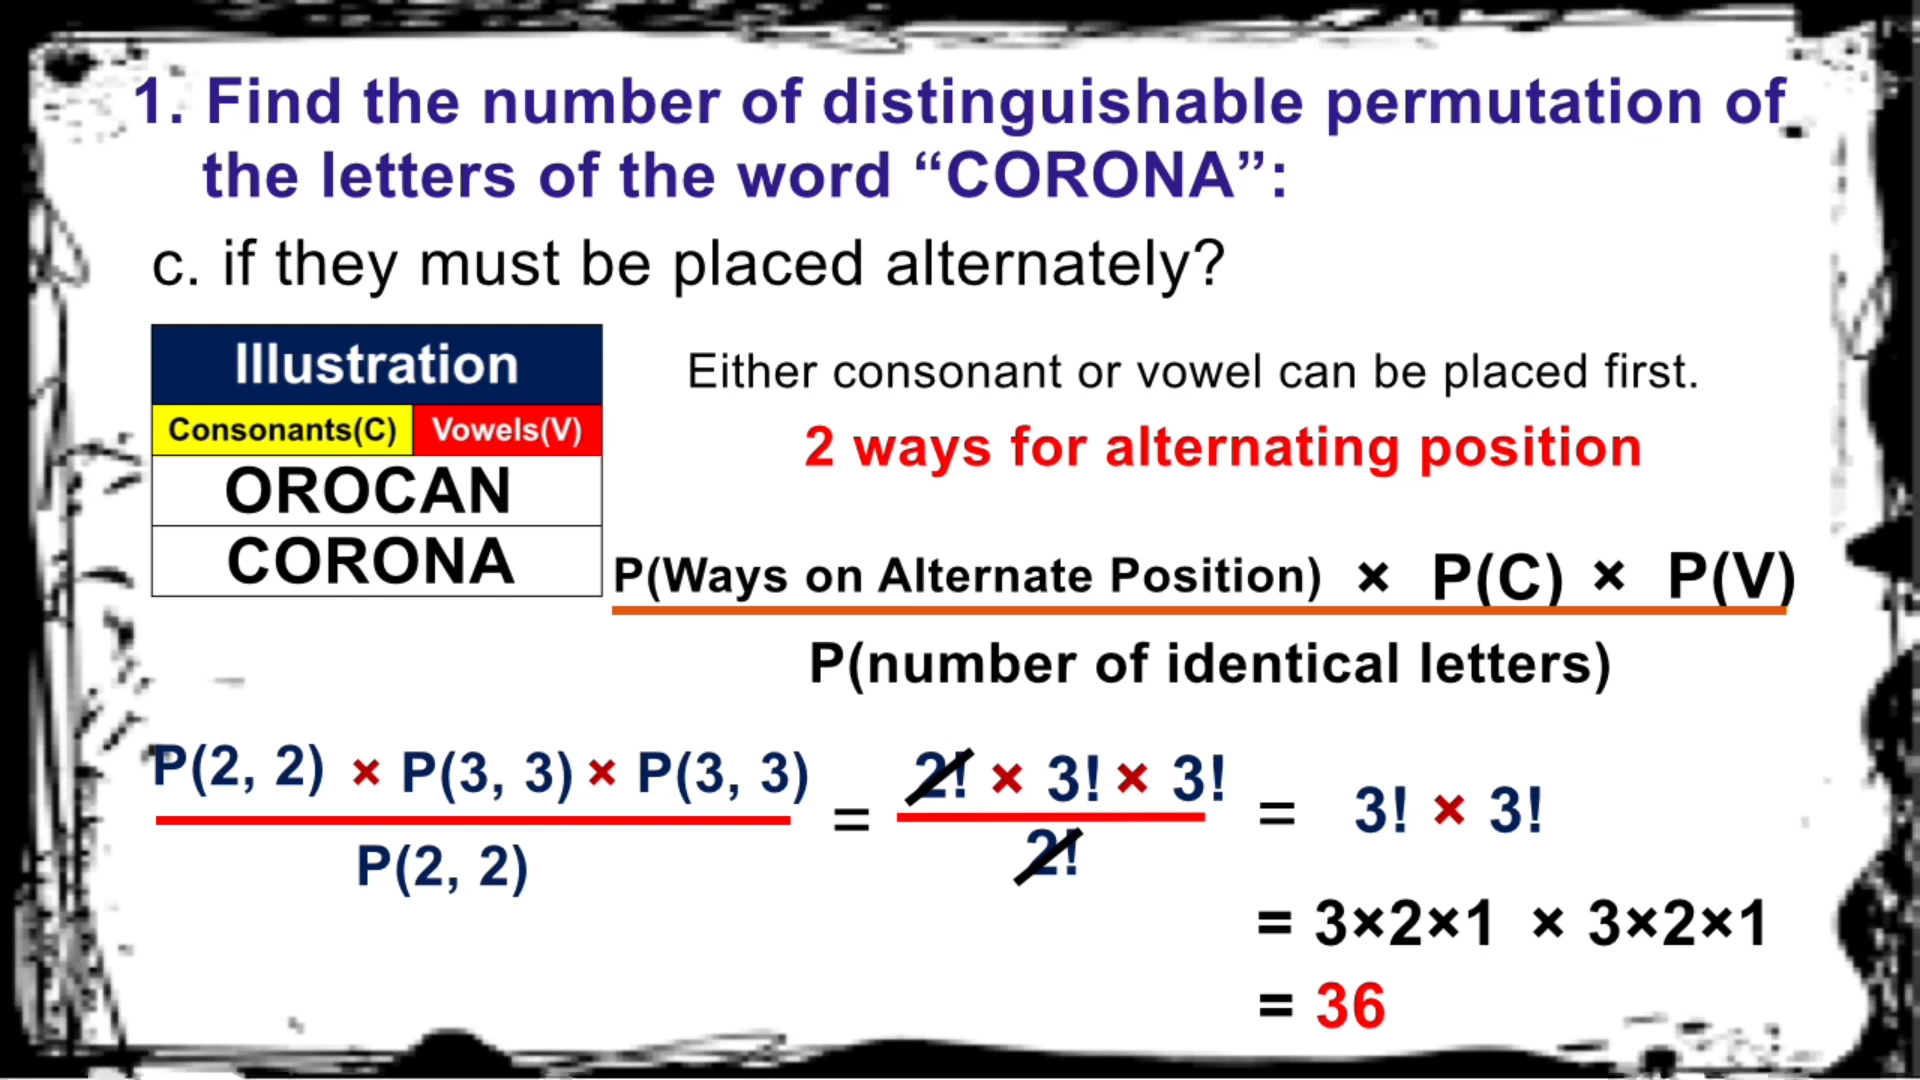 1. Find the number of distinguishable permutation of
the letters of the word “CORONA”:
c. if they must be placed alternately?
Illustration
Consonants(C) Vowels(V)
OROCAN
CORONA
Either consonant or vowel can be placed first.
2 ways for alternating position
P(Ways on Alternate Position) × P(C) × P(V)
P(number of identical letters)
P(2, 2) × P(3, 3) × P(3, 3)
P(2, 2)
=
2! × 3! × 3!
2!
= 3! × 3!
= 3×2×1 × 3×2×1
= 36